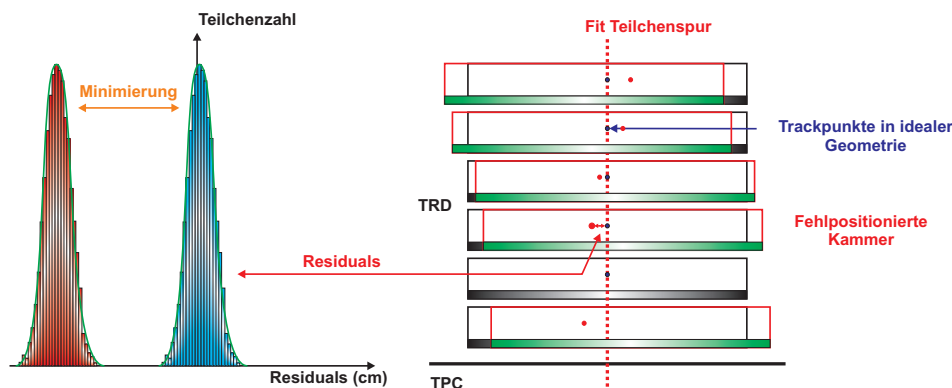 Teilchenzahl
Minimierung
Residuals (cm)
Fit Teilchenspur
Trackpunkte in idealer
Geometrie
TRD
Fehlpositionierte
Kammer
Residuals
TPC